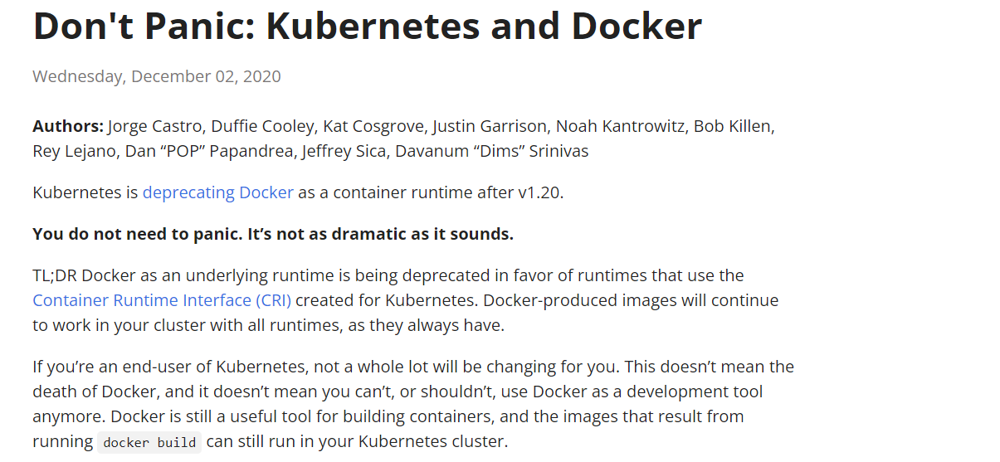 Don't Panic: Kubernetes and Docker
Wednesday, December 02, 2020
Authors: Jorge Castro, Duffie Cooley, Kat Cosgrove, Justin Garrison, Noah Kantrowitz, Bob Killen,
Rey Lejano, Dan “POP” Papandrea, Jeffrey Sica, Davanum “Dims” Srinivas
Kubernetes is deprecating Docker as a container runtime after v1.20.
You do not need to panic. It’s not as dramatic as it sounds.
TL;DR Docker as an underlying runtime is being deprecated in favor of runtimes that use the
Container Runtime Interface (CRI) created for Kubernetes. Docker-produced images will continue
to work in your cluster with all runtimes, as they always have.
If you’re an end-user of Kubernetes, not a whole lot will be changing for you. This doesn’t mean the
death of Docker, and it doesn’t mean you can’t, or shouldn’t, use Docker as a development tool
anymore. Docker is still a useful tool for building containers, and the images that result from
running docker build can still run in your Kubernetes cluster.